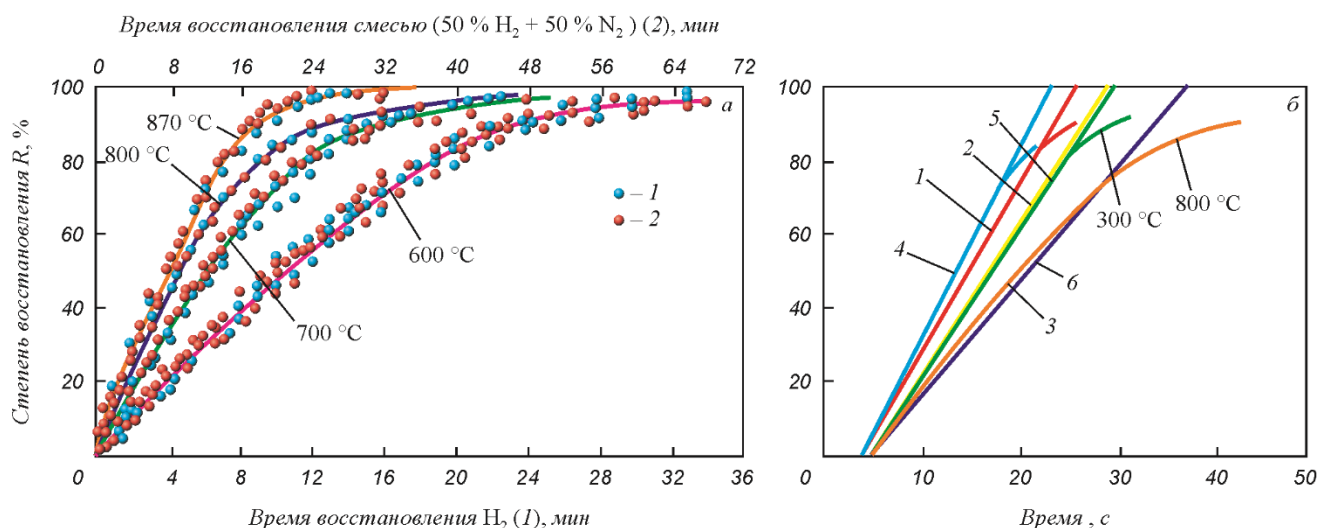 Время восстановления смесью (50 % H₂ + 50 % N₂ ) (2), мин
0 8 12 16 24 32 40 48 56 64 72
Степень восстановления R, %
100
80
60
40
20
0
4 8 12 16 20 24 28 32 36
870 °C
800 °C
700 °C
600 °C
– 1
– 2
а
Время восстановления H₂ (1), мин
100
80
60
40
20
0
10 20 30 40 50
б
5
2
1
4
3
6
300 °C
800 °C
Время , с